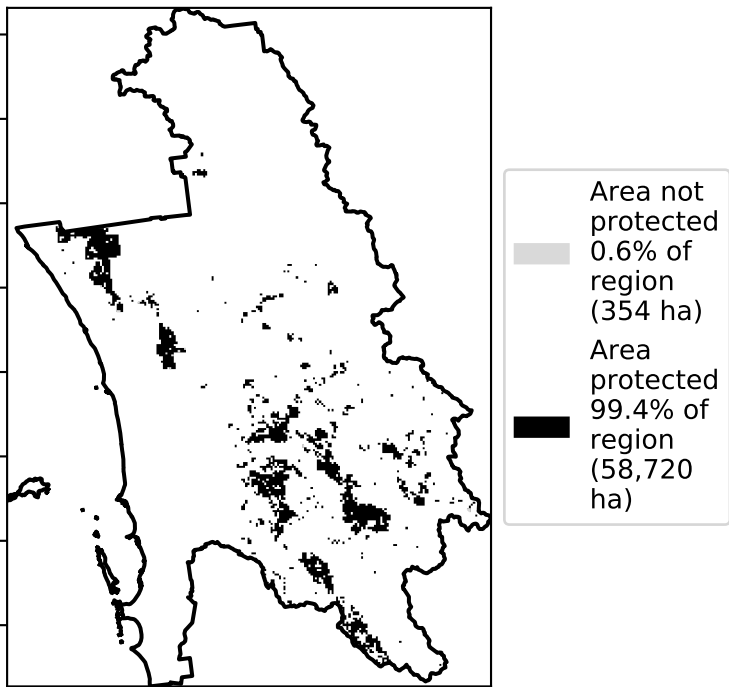 Area not
protected
0.6% of
region
(354 ha)
Area
protected
99.4% of
region
(58,720
ha)